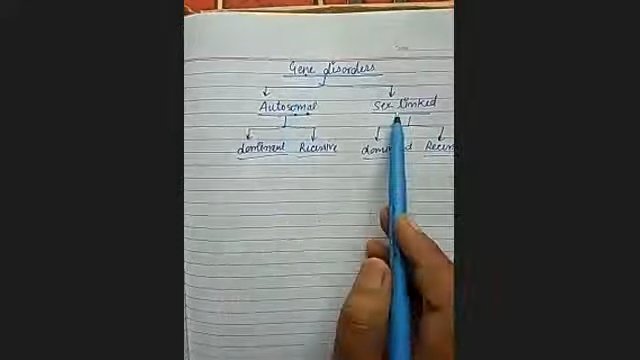 Gene disorders
Autosomal Sex linked
dominant Recessive